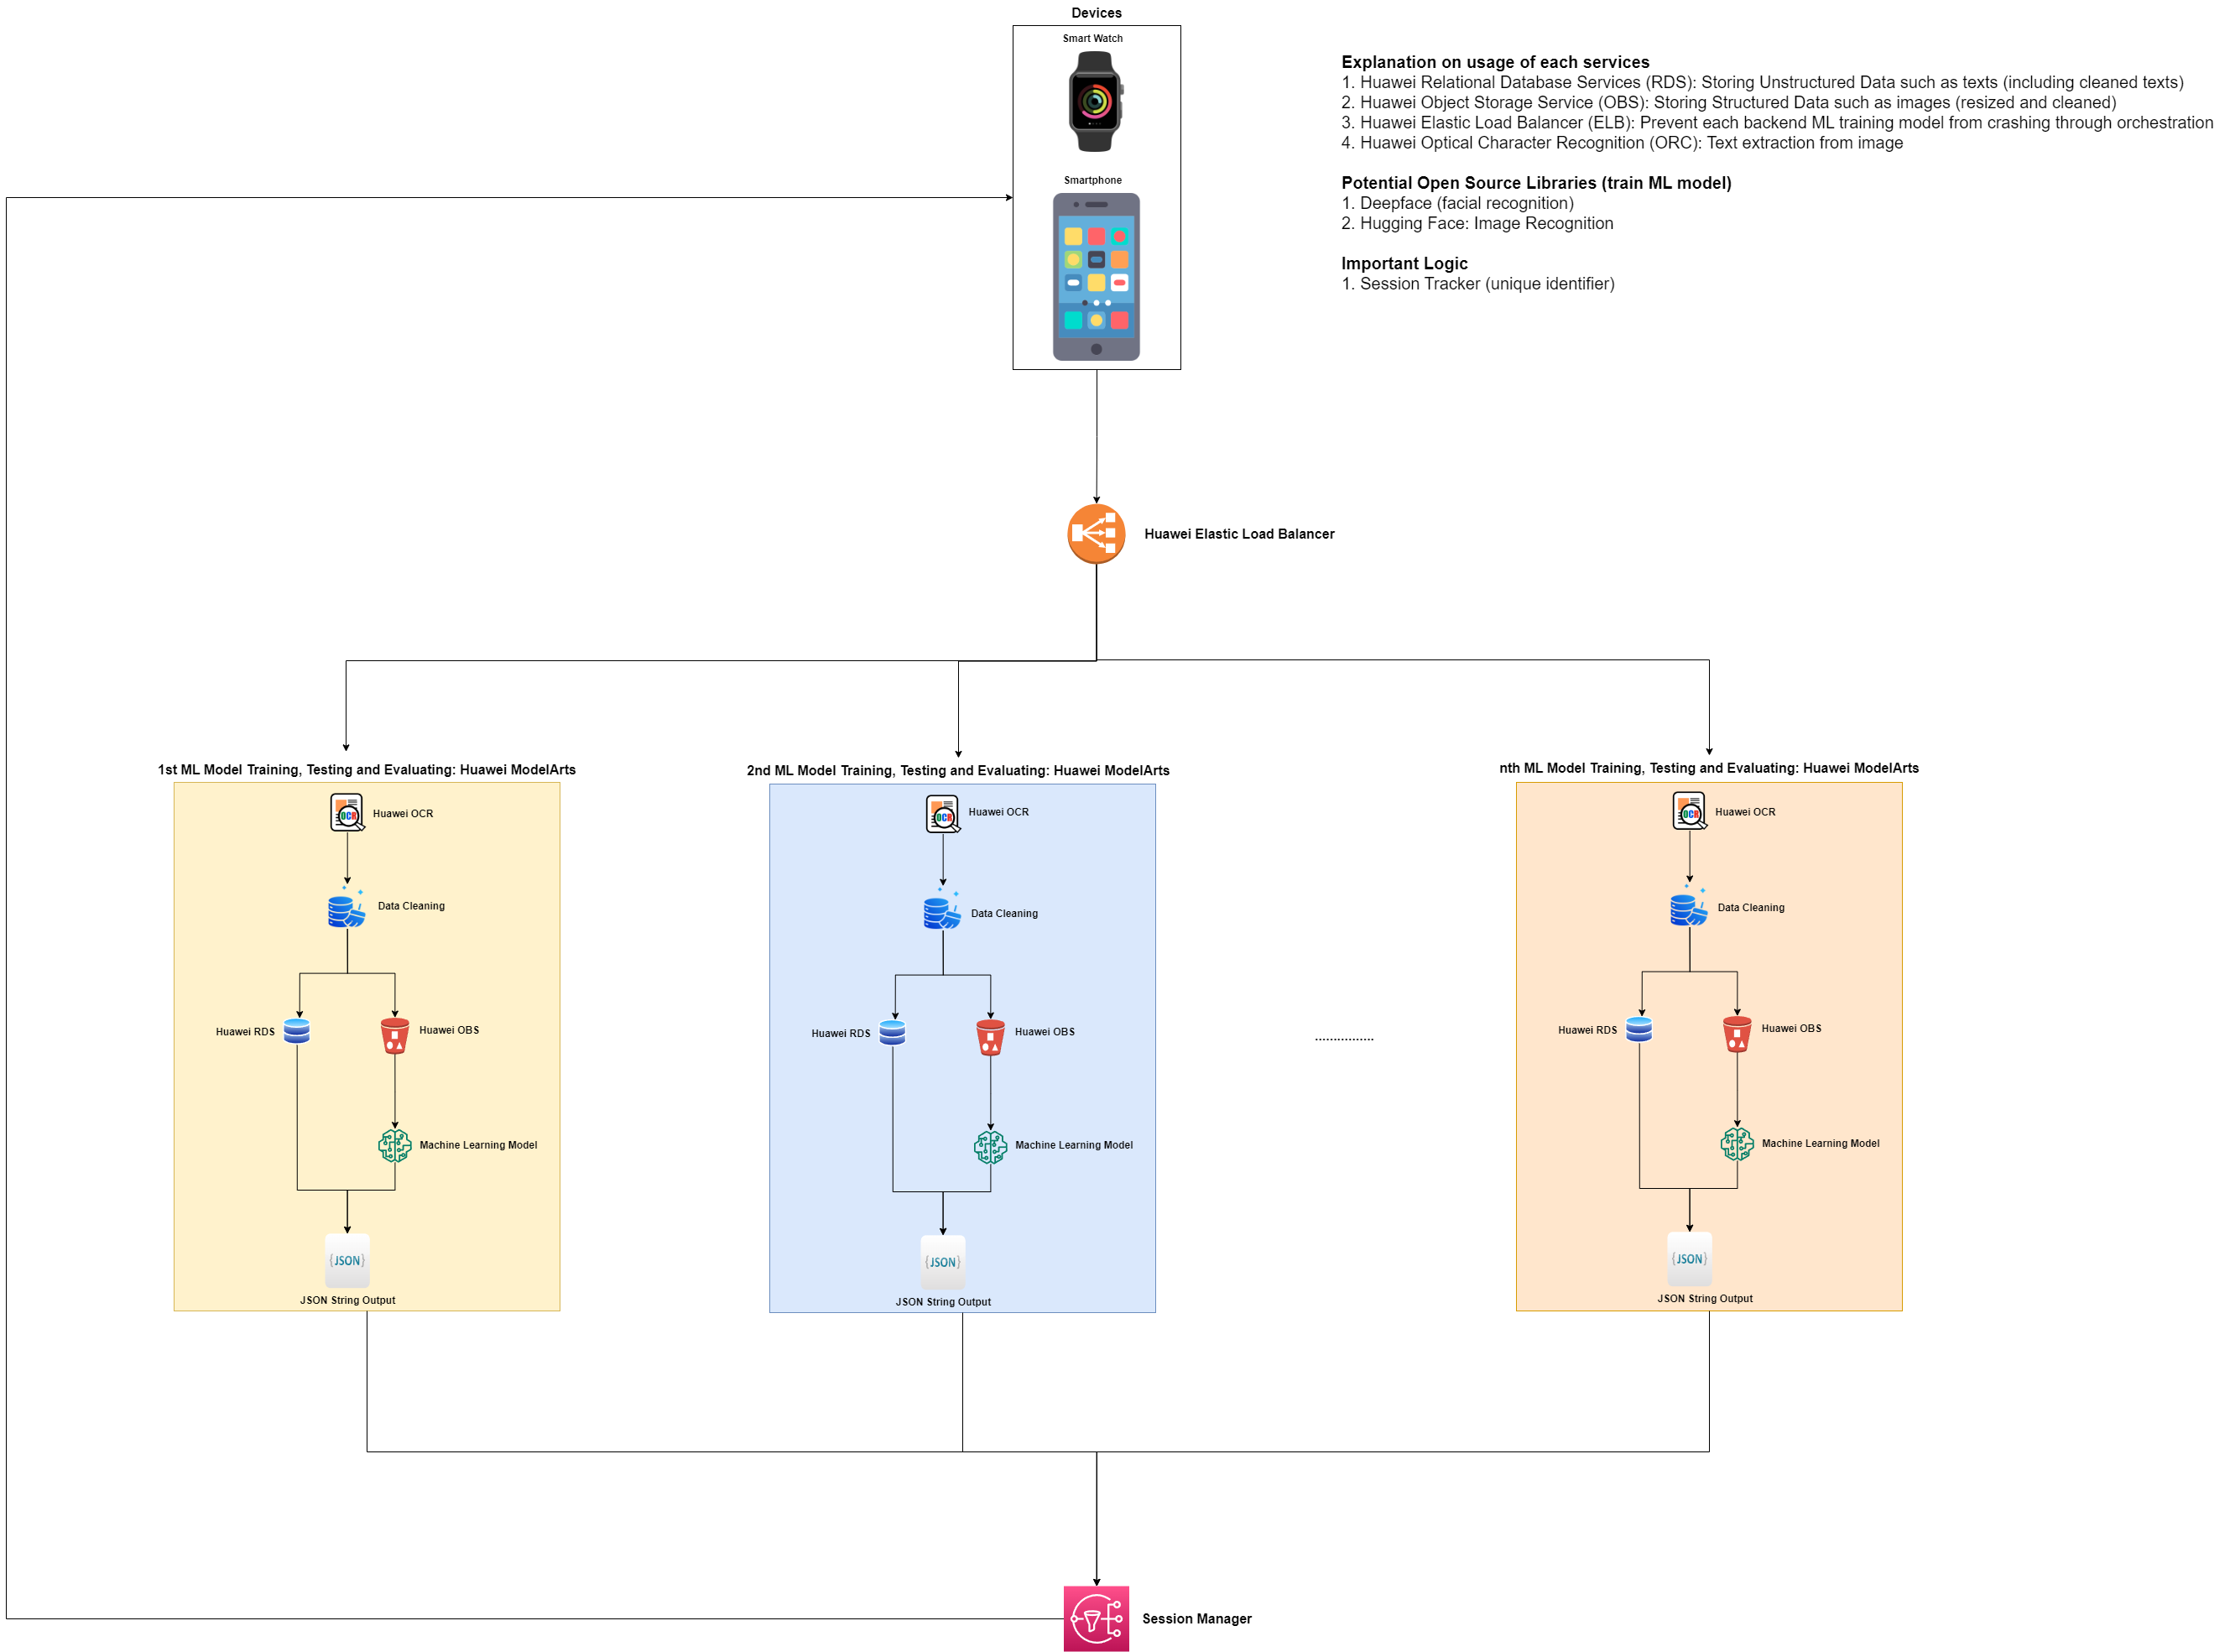 Devices
Smart Watch
Smartphone
Explanation on usage of each services
1. Huawei Relational Database Services (RDS): Storing Unstructured Data such as texts (including cleaned texts)
2. Huawei Object Storage Service (OBS): Storing Structured Data such as images (resized and cleaned)
3. Huawei Elastic Load Balancer (ELB): Prevent each backend ML training model from crashing through orchestration
4. Huawei Optical Character Recognition (ORC): Text extraction from image
Potential Open Source Libraries (train ML model)
1. Deepface (facial recognition)
2. Hugging Face: Image Recognition
Important Logic
1. Session Tracker (unique identifier)
Huawei Elastic Load Balancer
1st ML Model Training, Testing and Evaluating: Huawei ModelArts
OCR
Huawei OCR
Data Cleaning
Huawei RDS
Huawei OBS
Machine Learning Model
{JSON}
JSON String Output
2nd ML Model Training, Testing and Evaluating: Huawei ModelArts
OCR
Huawei OCR
Data Cleaning
Huawei RDS
Huawei OBS
Machine Learning Model
{JSON}
JSON String Output
................
nth ML Model Training, Testing and Evaluating: Huawei ModelArts
OCR
Huawei OCR
Data Cleaning
Huawei RDS
Huawei OBS
Machine Learning Model
{JSON}
JSON String Output
Session Manager